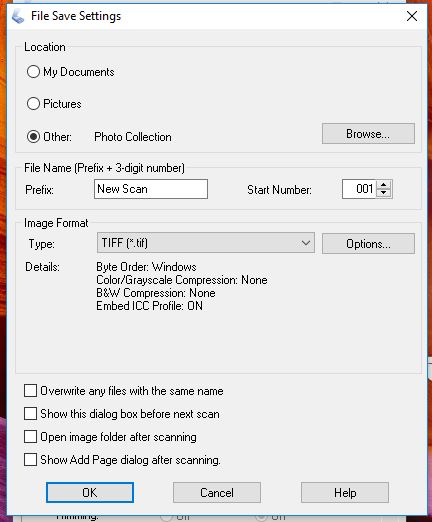 File Save Settings
Location
My Documents
Pictures
Other: Photo Collection Browse...
File Name (Prefix + 3-digit number)
Prefix: New Scan Start Number: 001
Image Format
Type: TIFF (*.tif) Options...
Details: Byte Order: Windows
Color/Grayscale Compression: None
B&W Compression: None
Embed ICC Profile: ON
Overwrite any files with the same name
Show this dialog box before next scan
Open image folder after scanning
Show Add Page dialog after scanning.
OK Cancel Help